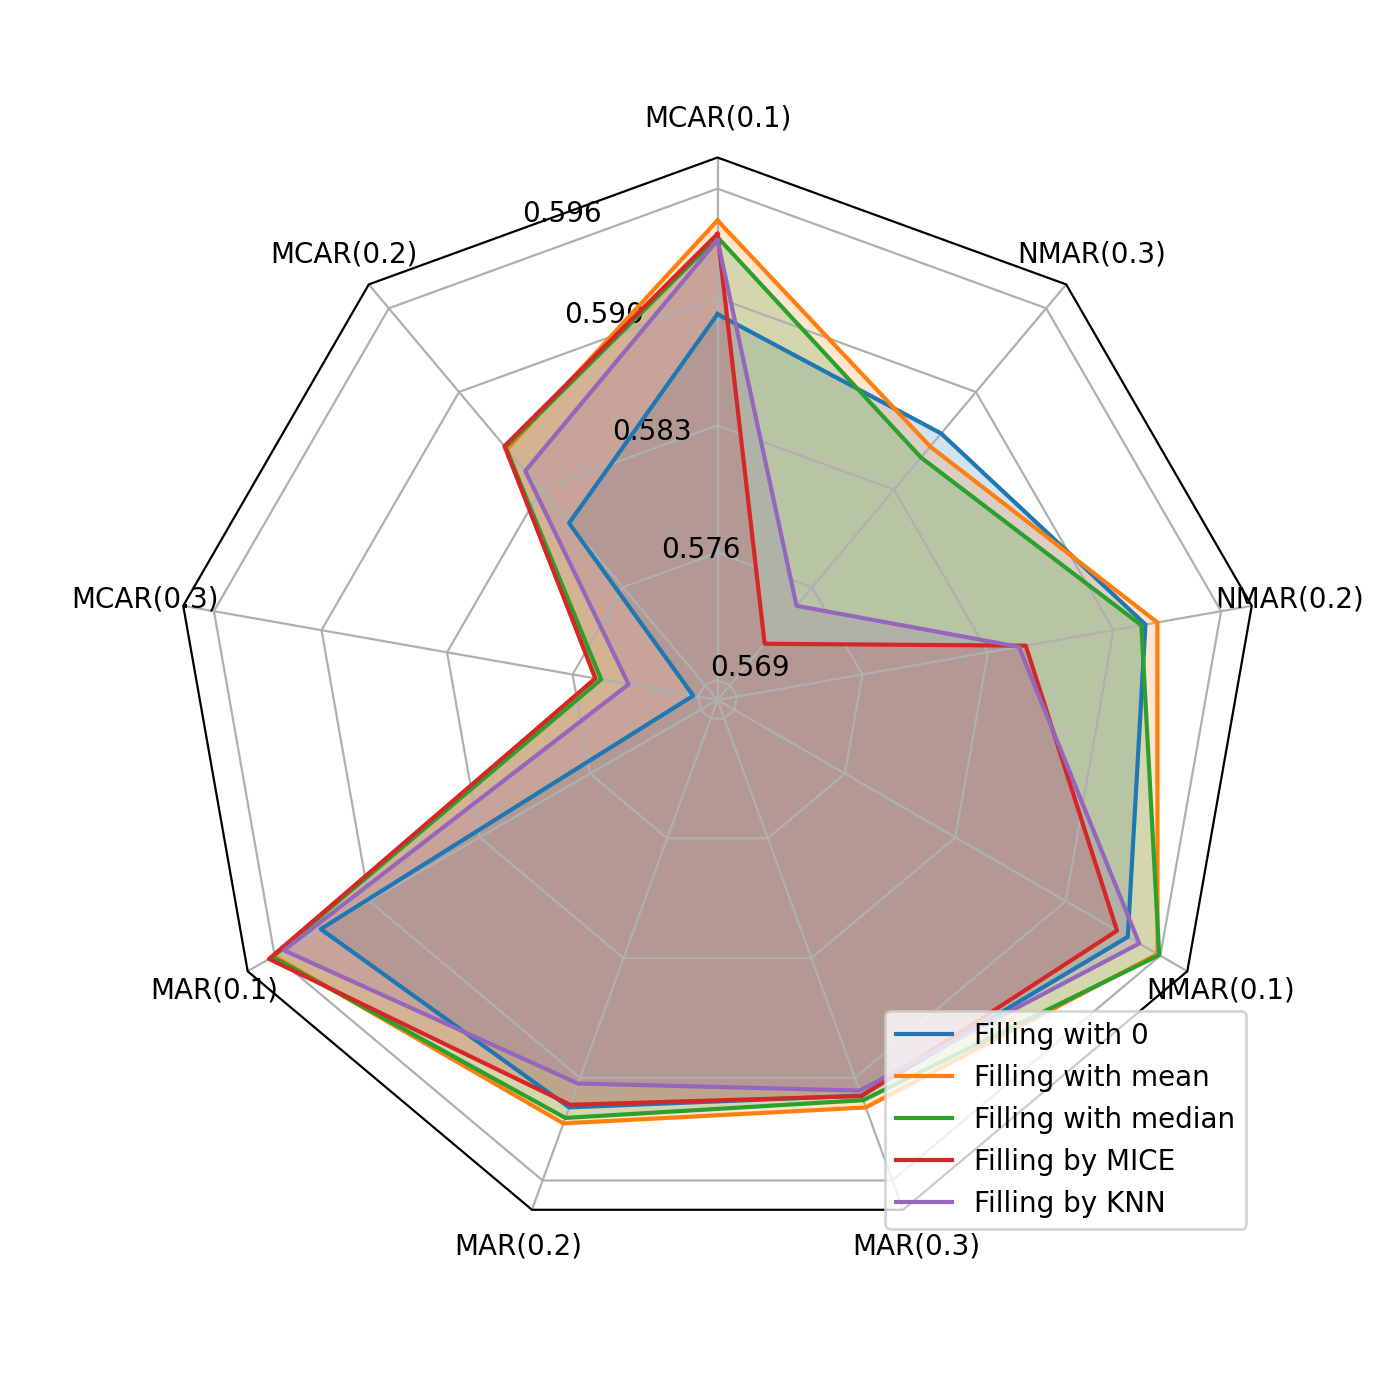 MCAR(0.1)
0.596
MCAR(0.2)
NMAR(0.3)
0.590
0.583
0.576
MCAR(0.3)
NMAR(0.2)
0.569
MAR(0.1)
NMAR(0.1)
Filling with 0
Filling with mean
Filling with median
Filling by MICE
Filling by KNN
MAR(0.2)
MAR(0.3)